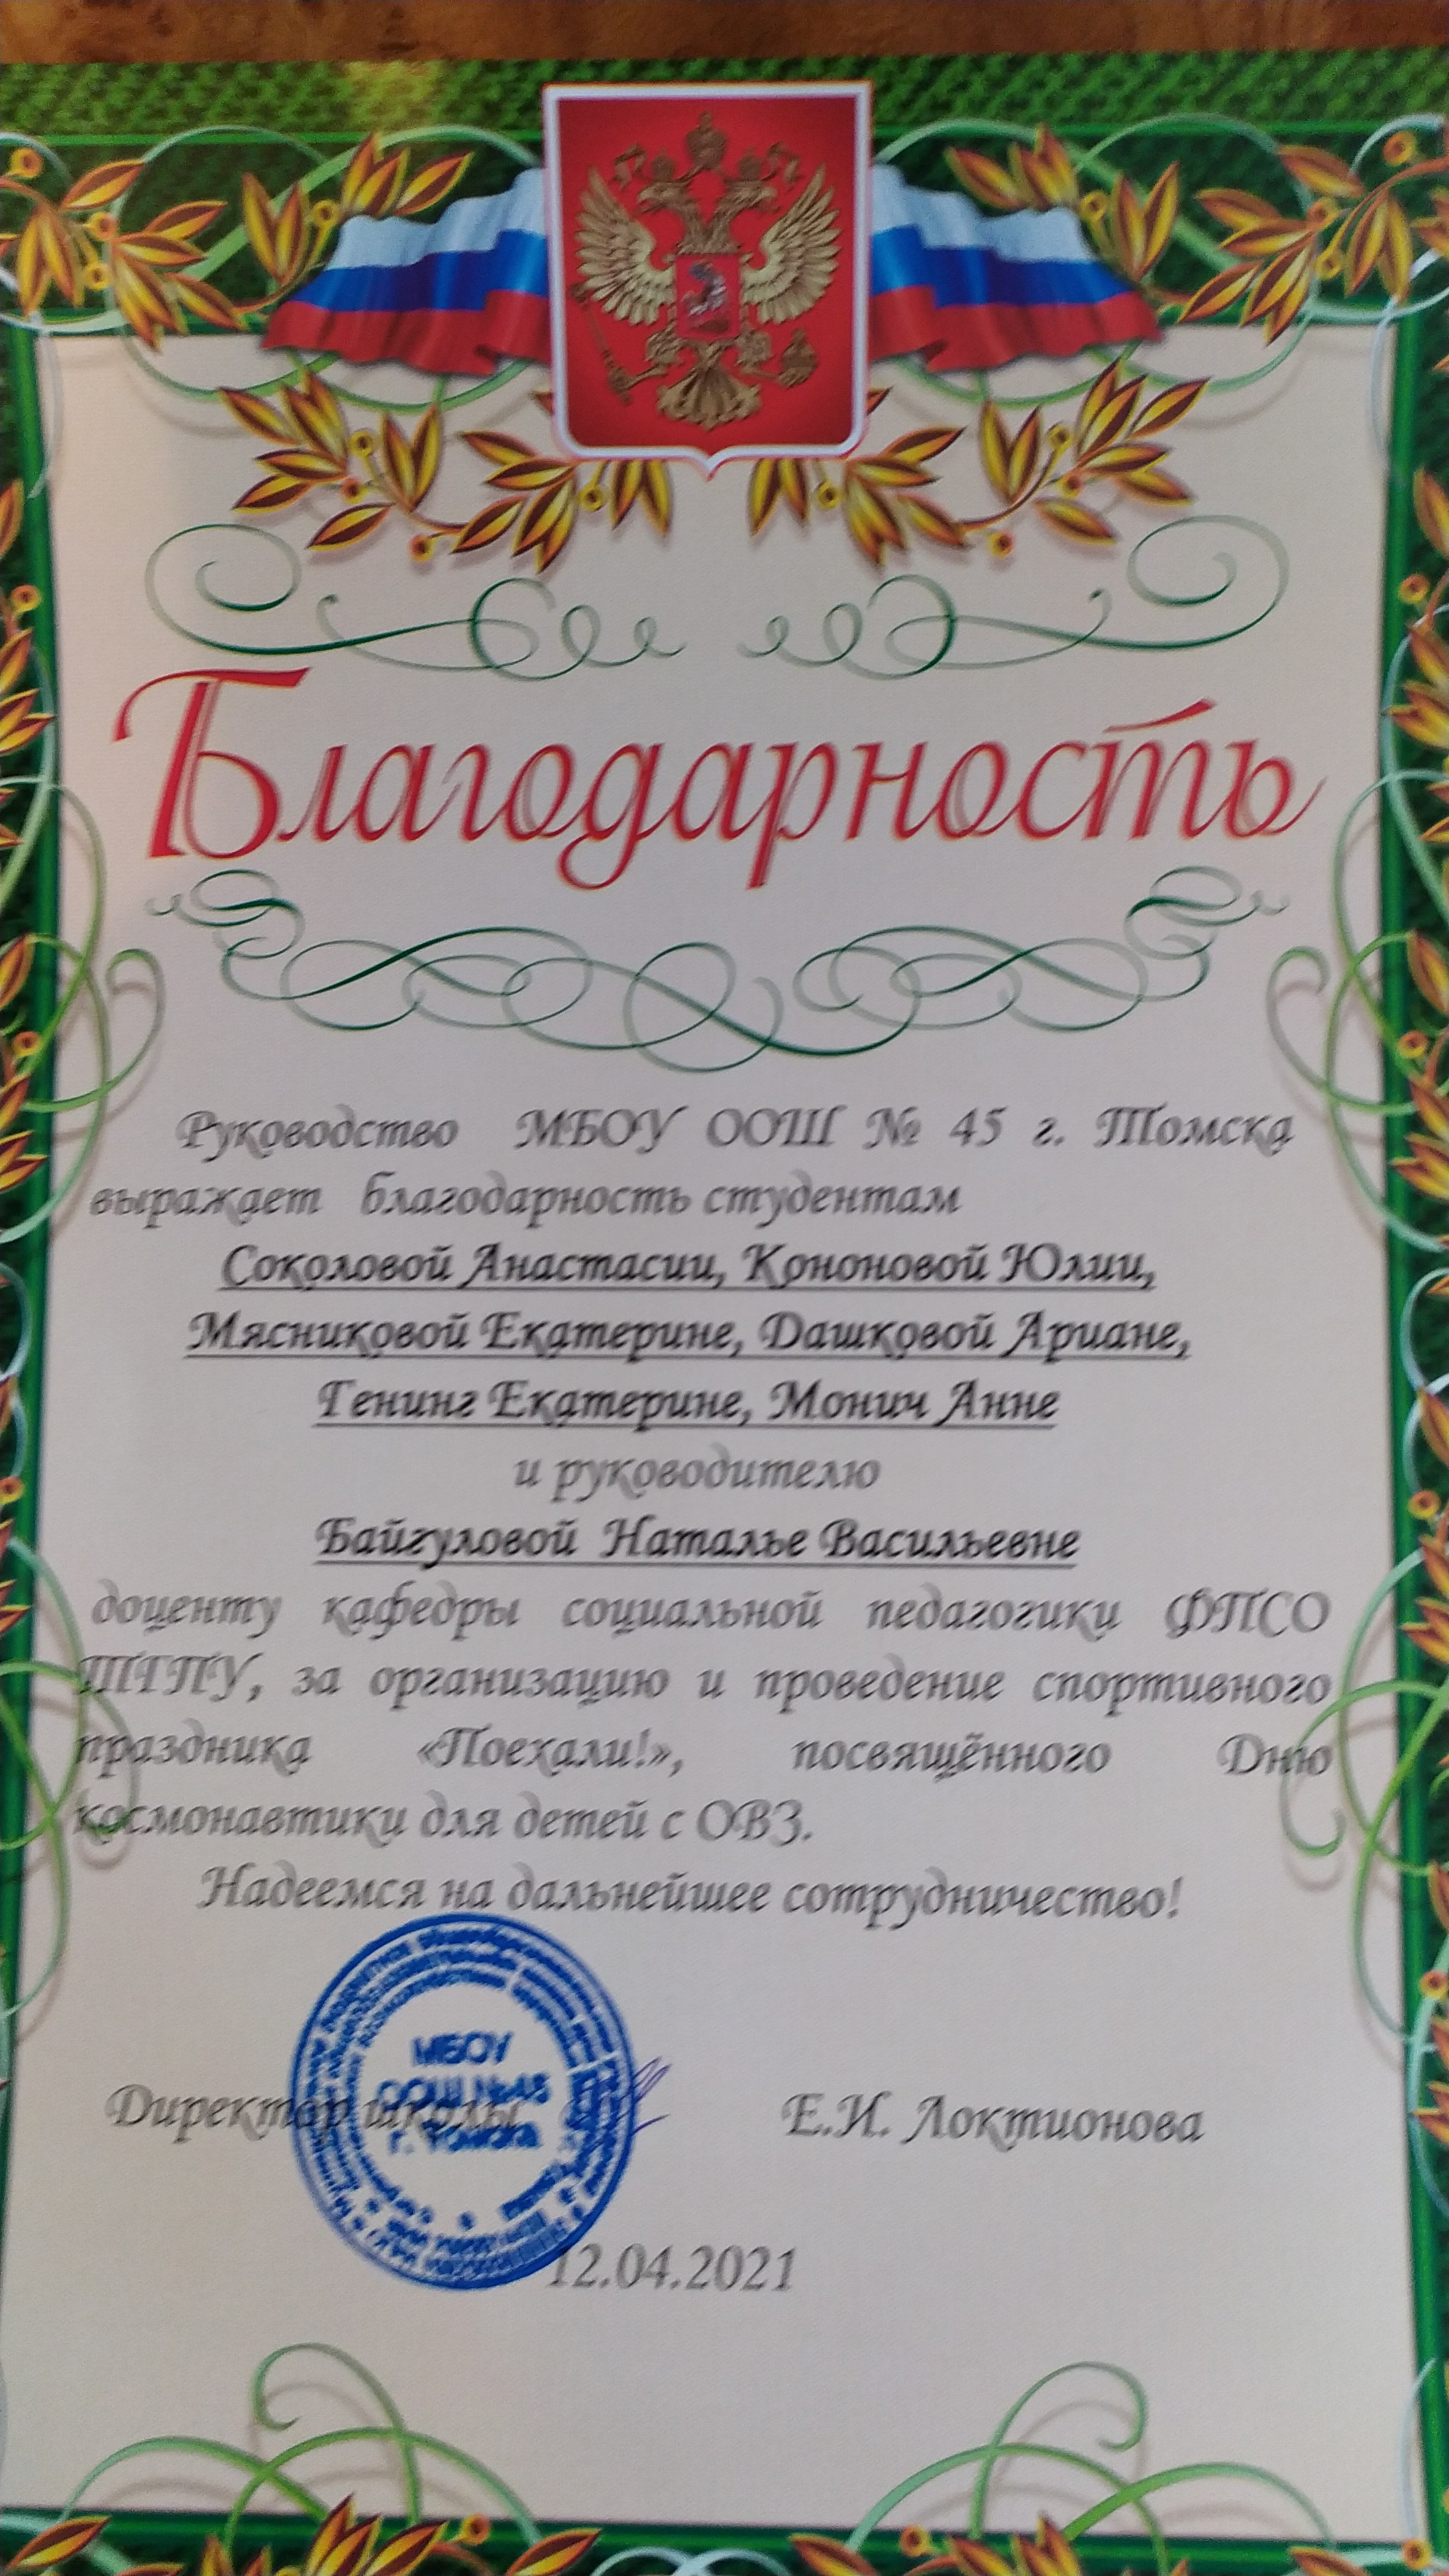 Благодарность
Руководство МБОУ ООШ № 45 г. Томска
выражает благодарность студентам
Соколовой Анастасии, Крноновой Юлии,
Мясниковой Екатерине, Дашковой Ариане,
Генинг Екатерине, Монич Анне
и руководителю
Байгуловой Наталье Васильевне
доценту кафедры социальной педагогики ФПСО
ТГПУ, за организацию и проведение спортивного
праздника «Поехали!», посвящённого Дню
космонавтики для детей с ОВЗ.
Надеемся на дальнейшее сотрудничество!
МБОУ
ООШ №45
г. Томска
Директор школы Е.И. Локтионова
12.04.2021